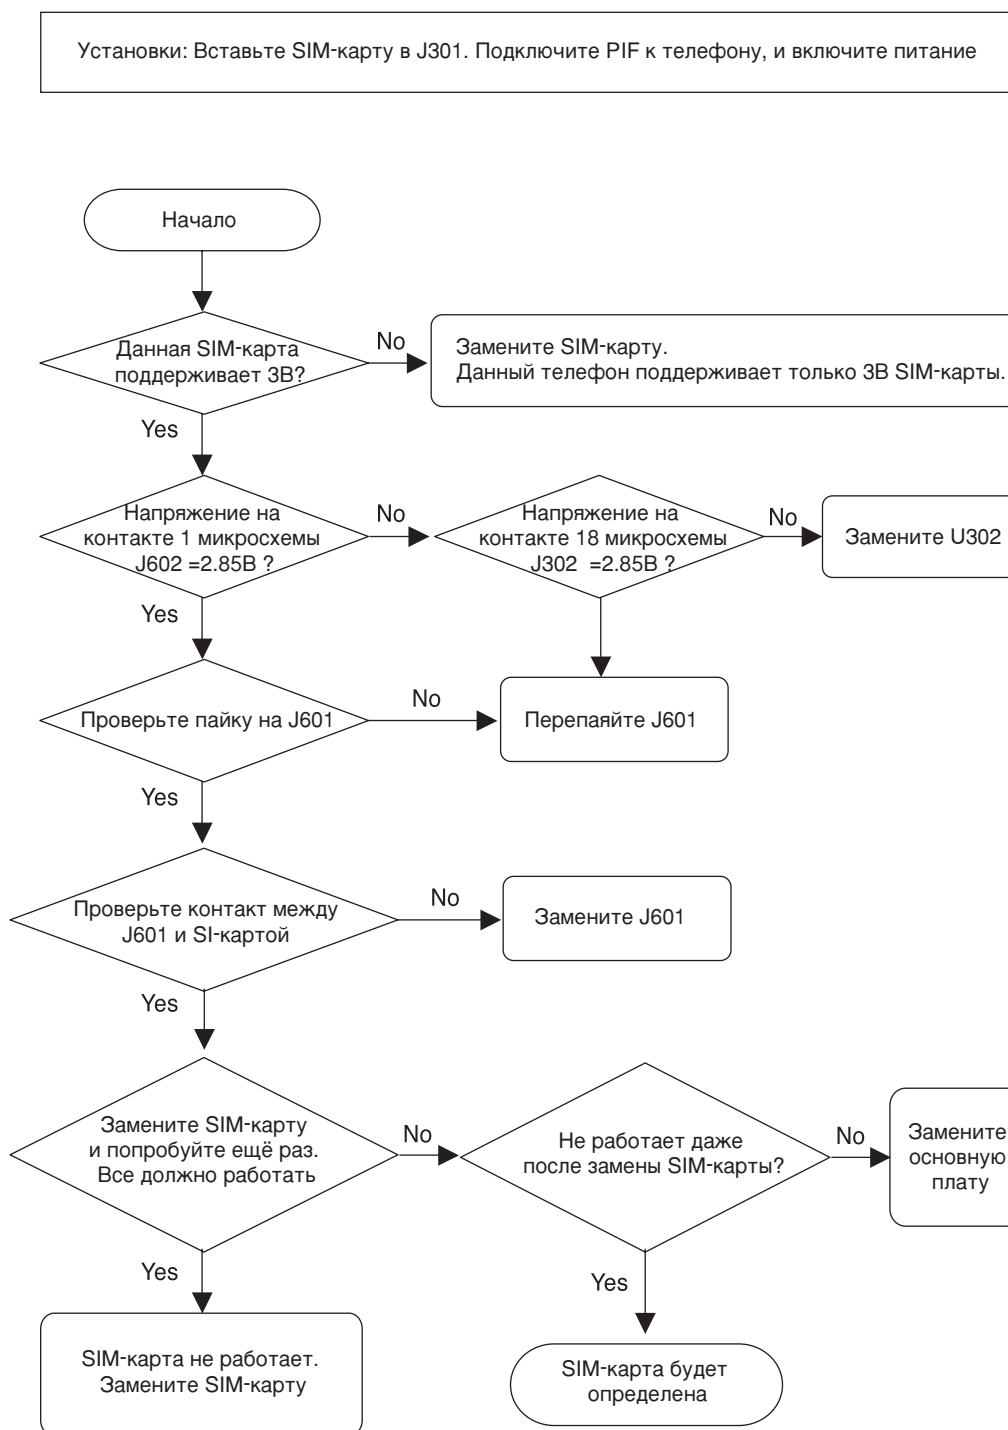 Установки: Вставьте SIM-карту в J301. Подключите PIF к телефону, и включите питание
Начало
Данная SIM-карта
поддерживает 3В?
No
Замените SIM-карту.
Данный телефон поддерживает только 3В SIM-карты.
Yes
Напряжение на
контакте 1 микросхемы
J602 =2.85В ?
No
Напряжение на
контакте 18 микросхемы
J302 =2.85В ?
No
Замените U302
Yes
Проверьте пайку на J601
No
Перепаяйте J601
Yes
Проверьте контакт между
J601 и SI-картой
No
Замените J601
Yes
Замените SIM-карту
и попробуйте ещё раз.
Все должно работать
No
Не работает даже
после замены SIM-карты?
No
Замените
основную
плату
Yes
Yes
SIM-карта не работает.
Замените SIM-карту
SIM-карта будет
определена